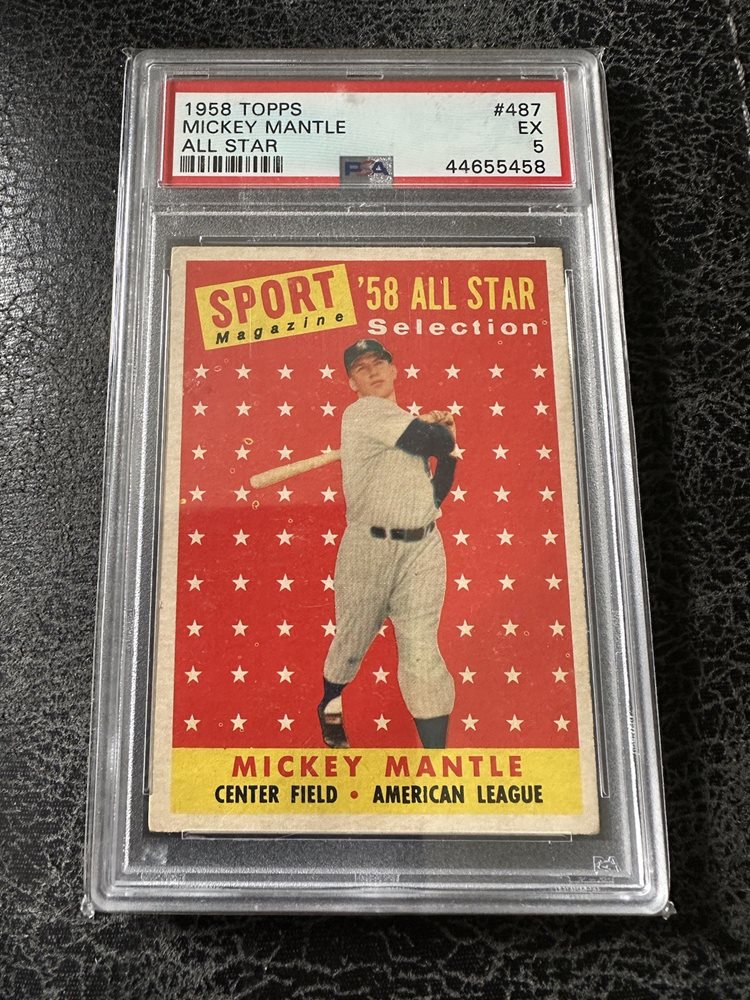 1958 TOPPS #487
MICKEY MANTLE EX
ALL STAR 5
PSA 44655458
SPORT '58 ALL STAR
Magazine Selection
MICKEY MANTLE
CENTER FIELD • AMERICAN LEAGUE